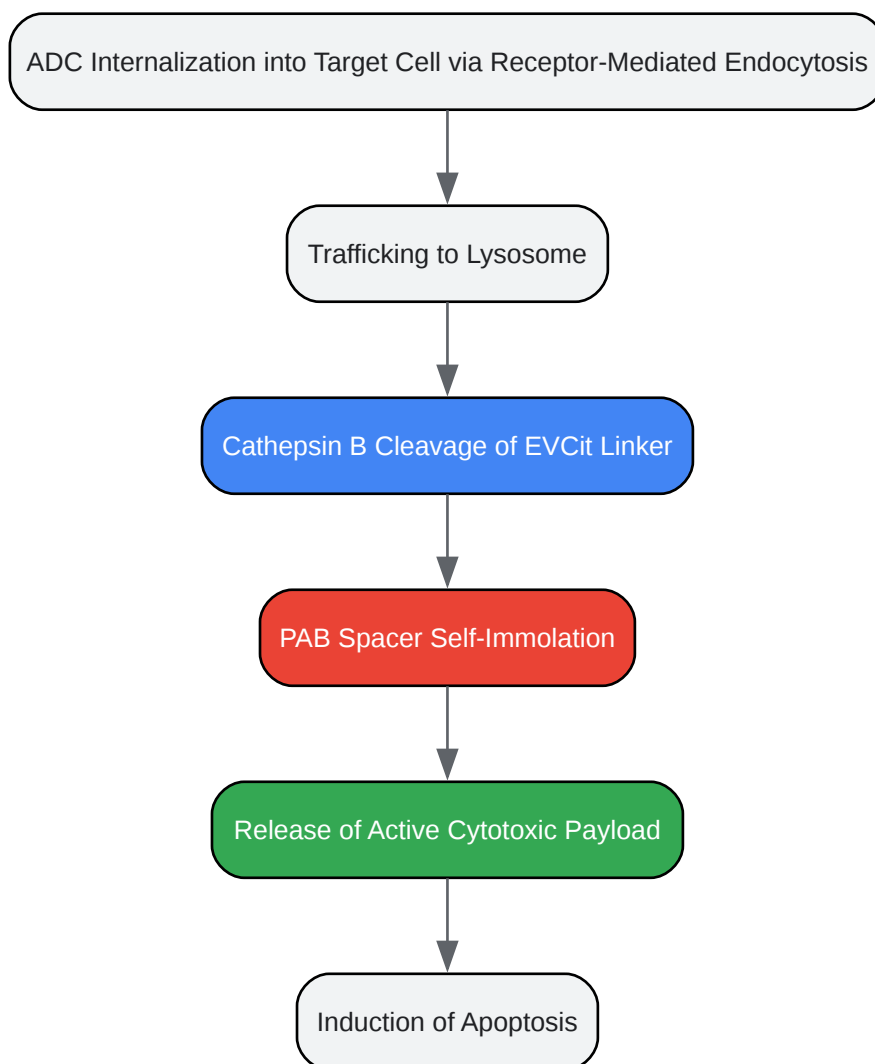 ADC Internalization into Target Cell via Receptor-Mediated Endocytosis
Trafficking to Lysosome
Cathepsin B Cleavage of EVCit Linker
PAB Spacer Self-Immolation
Release of Active Cytotoxic Payload
Induction of Apoptosis